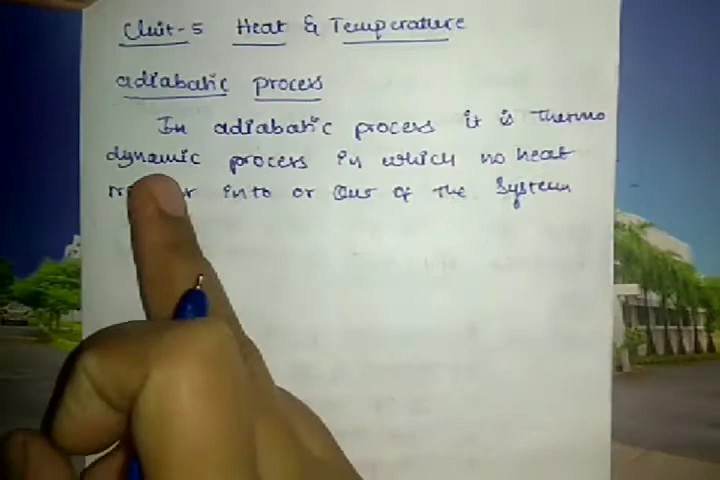 Unit-5 Heat & Temperature
adiabatic process
In adiabatic process it is Thermo
dynamic process in which no heat
into or Out of the System